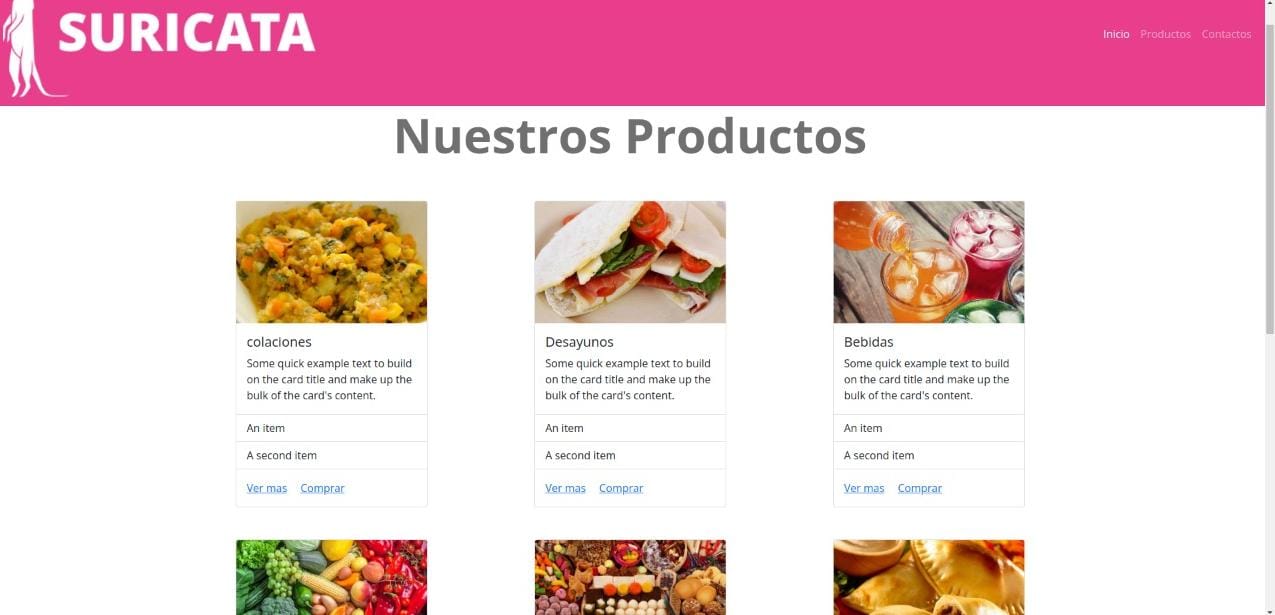 SURICATA
Inicio Productos Contactos
Nuestros Productos
colaciones
Some quick example text to build
on the card title and make up the
bulk of the card's content.
An item
A second item
Ver mas Comprar
Desayunos
Some quick example text to build
on the card title and make up the
bulk of the card's content.
An item
A second item
Ver mas Comprar
Bebidas
Some quick example text to build
on the card title and make up the
bulk of the card's content.
An item
A second item
Ver mas Comprar